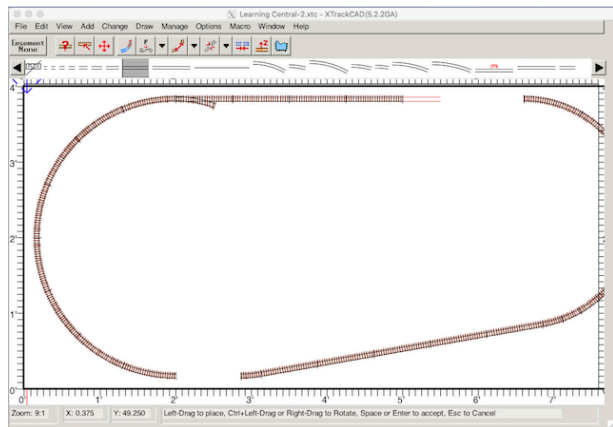 Learning Central-2.xtc - XTrackCAD(5.2.2GA)
File Edit View Add Change Draw Manage Options Macro Window Help
Easement
None
4'
3'
2'
1'
0'
0' 1' 2' 3' 4' 5' 6' 7'
Zoom: 9:1 X: 0.375 Y: 49.250 Left-Drag to place, Ctrl+Left-Drag or Right-Drag to Rotate, Space or Enter to accept, Esc to Cancel